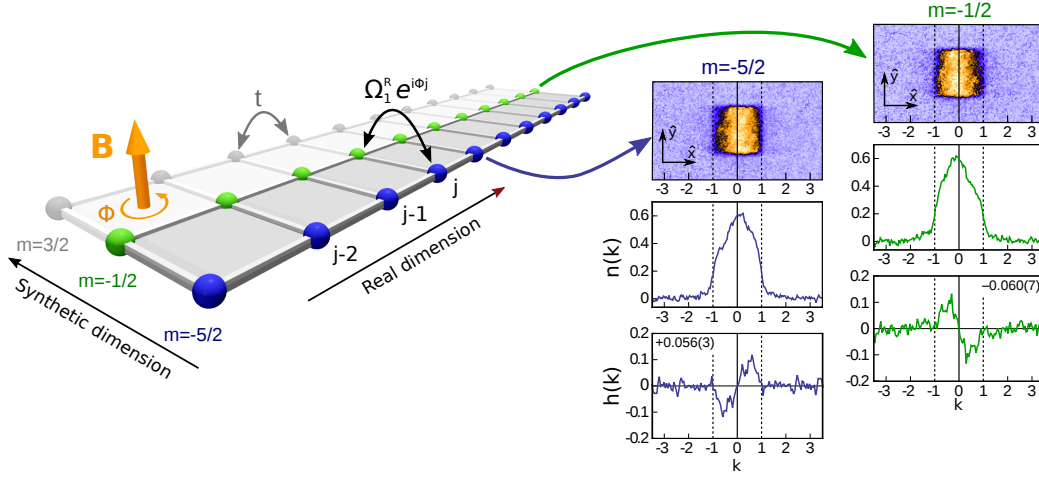 B
Φ
t
Ω₁ᴿ e^{iΦj}
j
j-1
j-2
m=3/2
m=-1/2
m=-5/2
Synthetic dimension
Real dimension
m=-5/2
ŷ
x̂
-3 -2 -1 0 1 2 3
n(k)
0.6
0.4
0.2
0
-3 -2 -1 0 1 2 3
h(k)
+0.056(3)
0.2
0.1
0
-0.1
-0.2
-3 -2 -1 0 1 2 3
k
m=-1/2
ŷ
x̂
-3 -2 -1 0 1 2 3
0.6
0.4
0.2
0
-3 -2 -1 0 1 2 3
−0.060(7)
0.2
0.1
0
-0.1
-0.2
-3 -2 -1 0 1 2 3
k